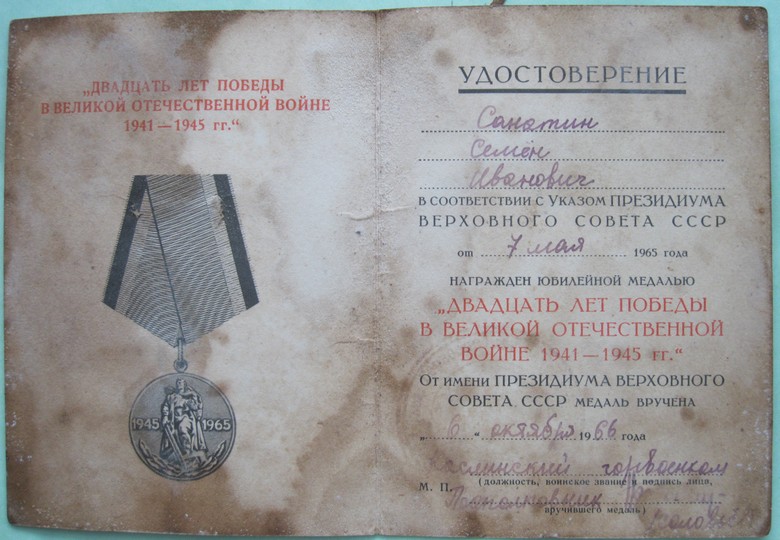 „ДВАДЦАТЬ ЛЕТ ПОБЕДЫ
В ВЕЛИКОЙ ОТЕЧЕСТВЕННОЙ ВОЙНЕ
1941 — 1945 гг.“
1945 1965
УДОСТОВЕРЕНИЕ
Санатин
Семён
Иванович
В СООТВЕТСТВИИ С УКАЗОМ ПРЕЗИДИУМА
ВЕРХОВНОГО СОВЕТА СССР
от 7 мая 1965 года
НАГРАЖДЕН ЮБИЛЕЙНОЙ МЕДАЛЬЮ
„ДВАДЦАТЬ ЛЕТ ПОБЕДЫ
В ВЕЛИКОЙ ОТЕЧЕСТВЕННОЙ
ВОЙНЕ 1941 — 1945 гг.“
От имени ПРЕЗИДИУМА ВЕРХОВНОГО
СОВЕТА СССР МЕДАЛЬ ВРУЧЕНА
„6“ октября 1966 года
горвоенком
М. П. (должность, воинское звание и подпись лица,
Подполковник
вручившего медаль)